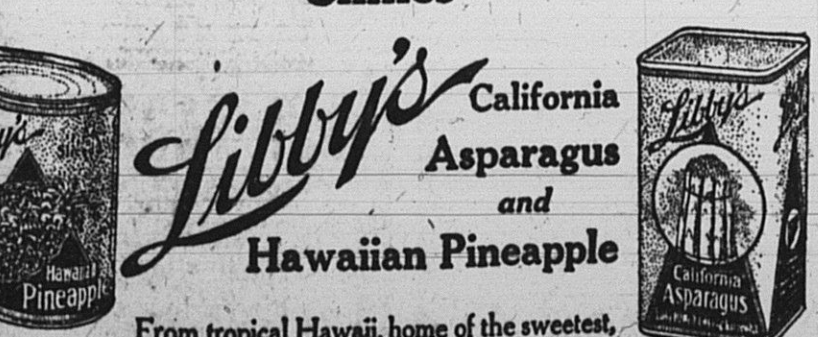 Libby's
California
Asparagus
and
Hawaiian Pineapple
From tropical Hawaii, home of the sweetest,
Hawaiian
Pineapple
Libby's
California
Asparagus